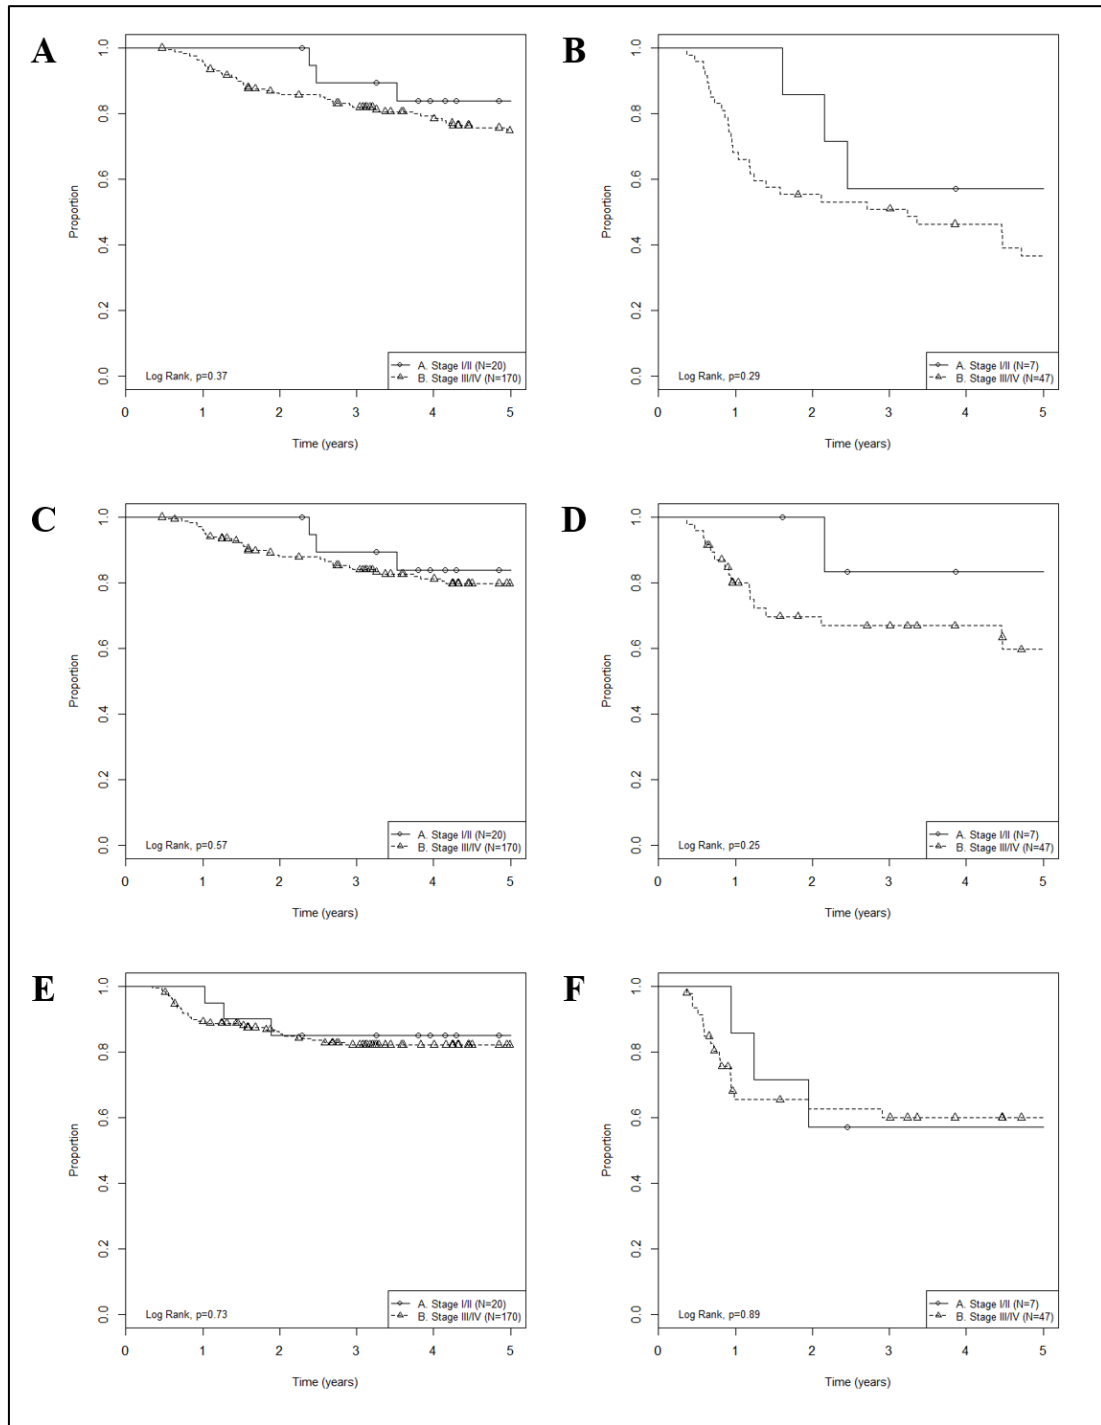 A
Proportion
1.0
0.8
0.6
0.4
0.2
0.0
Log Rank, p=0.37
A. Stage I/II (N=20)
B. Stage III/IV (N=170)
0 1 2 3 4 5
Time (years)
B
Proportion
1.0
0.8
0.6
0.4
0.2
0.0
Log Rank, p=0.29
A. Stage I/II (N=7)
B. Stage III/IV (N=47)
0 1 2 3 4 5
Time (years)
C
Proportion
1.0
0.8
0.6
0.4
0.2
0.0
Log Rank, p=0.57
A. Stage I/II (N=20)
B. Stage III/IV (N=170)
0 1 2 3 4 5
Time (years)
D
Proportion
1.0
0.8
0.6
0.4
0.2
0.0
Log Rank, p=0.25
A. Stage I/II (N=7)
B. Stage III/IV (N=47)
0 1 2 3 4 5
Time (years)
E
Proportion
1.0
0.8
0.6
0.4
0.2
0.0
Log Rank, p=0.73
A. Stage I/II (N=20)
B. Stage III/IV (N=170)
0 1 2 3 4 5
Time (years)
F
Proportion
1.0
0.8
0.6
0.4
0.2
0.0
Log Rank, p=0.89
A. Stage I/II (N=7)
B. Stage III/IV (N=47)
0 1 2 3 4 5
Time (years)